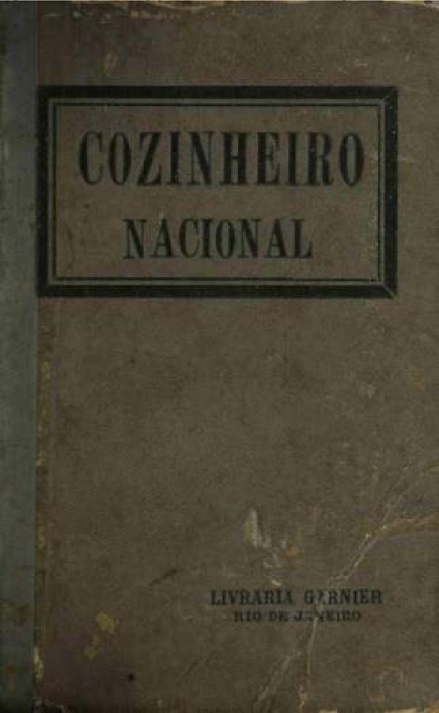 COZINHEIRO
NACIONAL
LIVRARIA GARNIER
RIO DE JANEIRO